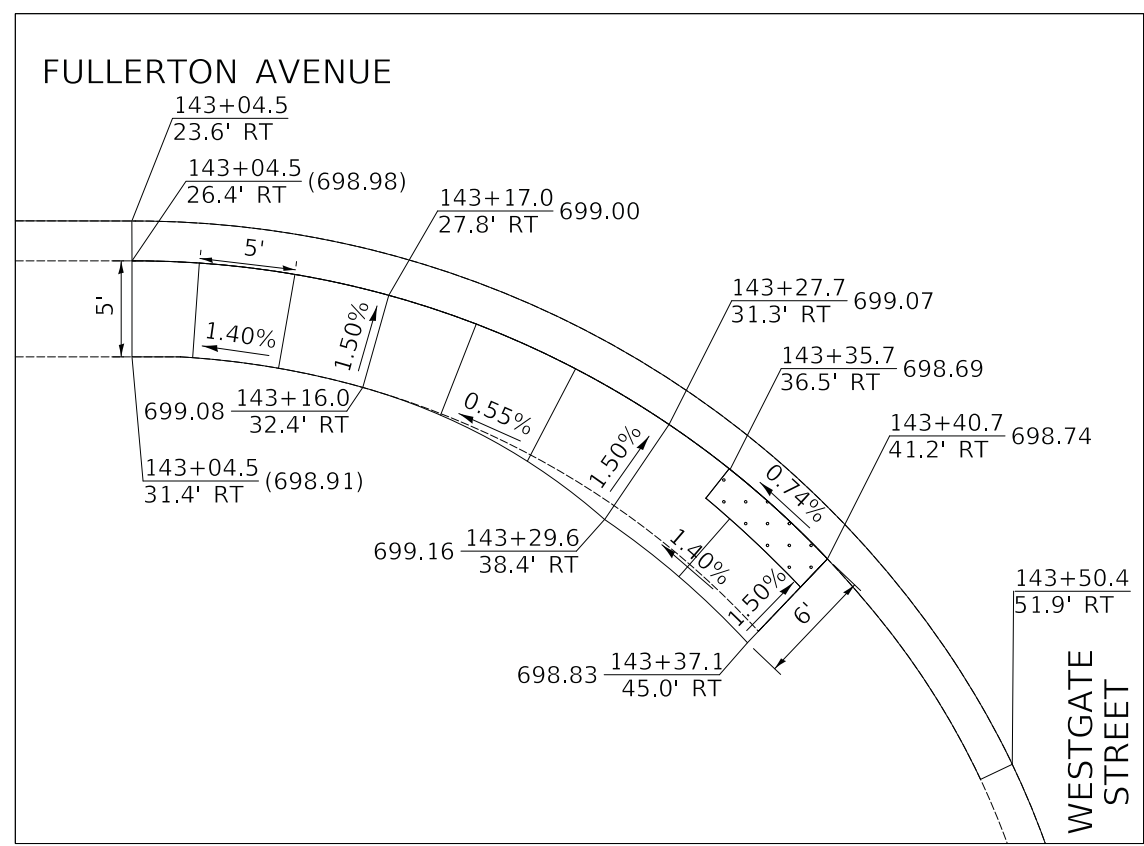 FULLERTON AVENUE
143+04.5
23.6' RT
143+04.5
26.4' RT (698.98)
143+17.0
27.8' RT 699.00
5'
5'
143+27.7
31.3' RT 699.07
1.40%
1.50%
143+35.7
36.5' RT 698.69
699.08 143+16.0
32.4' RT
0.55%
143+40.7
41.2' RT 698.74
1.50%
143+04.5
31.4' RT (698.91)
0.74%
699.16 143+29.6
38.4' RT
1.40%
1.50%
6'
143+50.4
51.9' RT
698.83 143+37.1
45.0' RT
WESTGATE
STREET